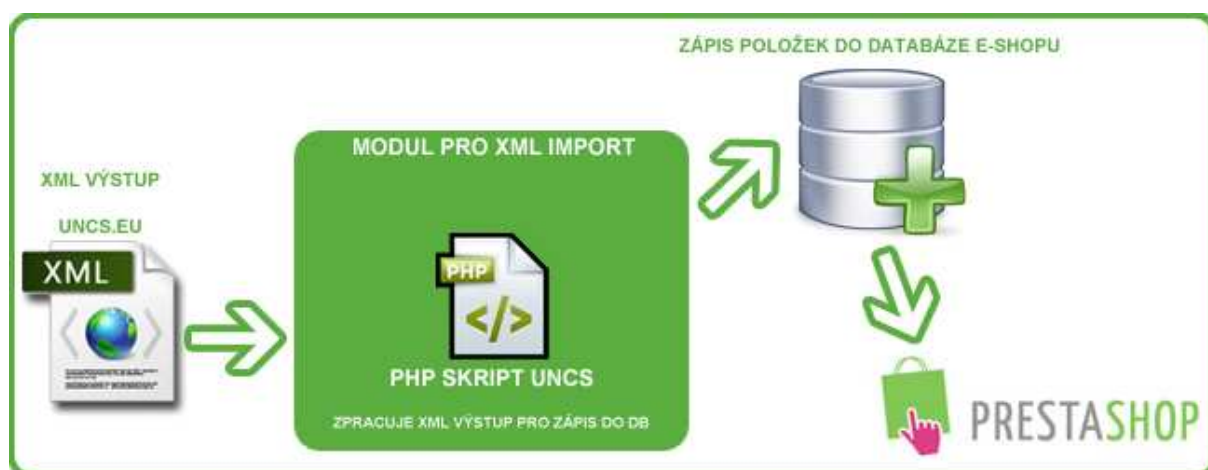 ZÁPIS POLOŽEK DO DATABÁZE E-SHOPU
MODUL PRO XML IMPORT
XML VÝSTUP
UNCS.EU
XML
PHP
</>
PHP SKRIPT UNCS
ZPRACUJE XML VÝSTUP PRO ZÁPIS DO DB
PRESTASHOP